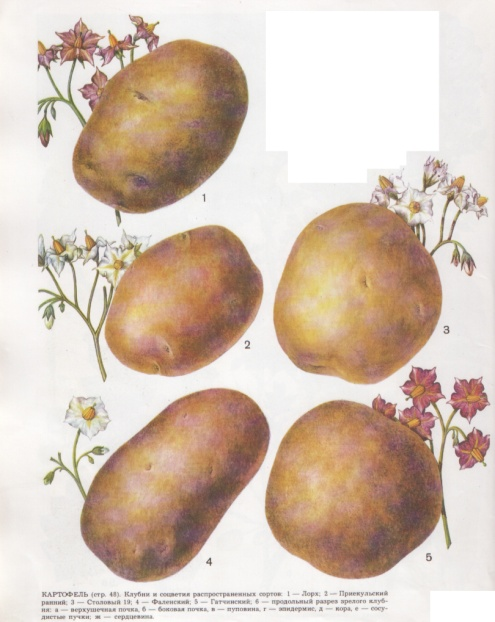 1
2
3
4
5
КАРТОФЕЛЬ (стр. 48). Клубни и соцветия распространенных сортов: 1 — Лорх; 2 — Приекульский
ранний; 3 — Столовый 19; 4 — Фаленский; 5 — Гатчинский; 6 — продольный разрез зрелого клуб-
ня: а — верхушечная почка, б — боковая почка, в — пуповина, г — эпидермис, д — кора, е — сосу-
дистые пучки; ж — сердцевина.